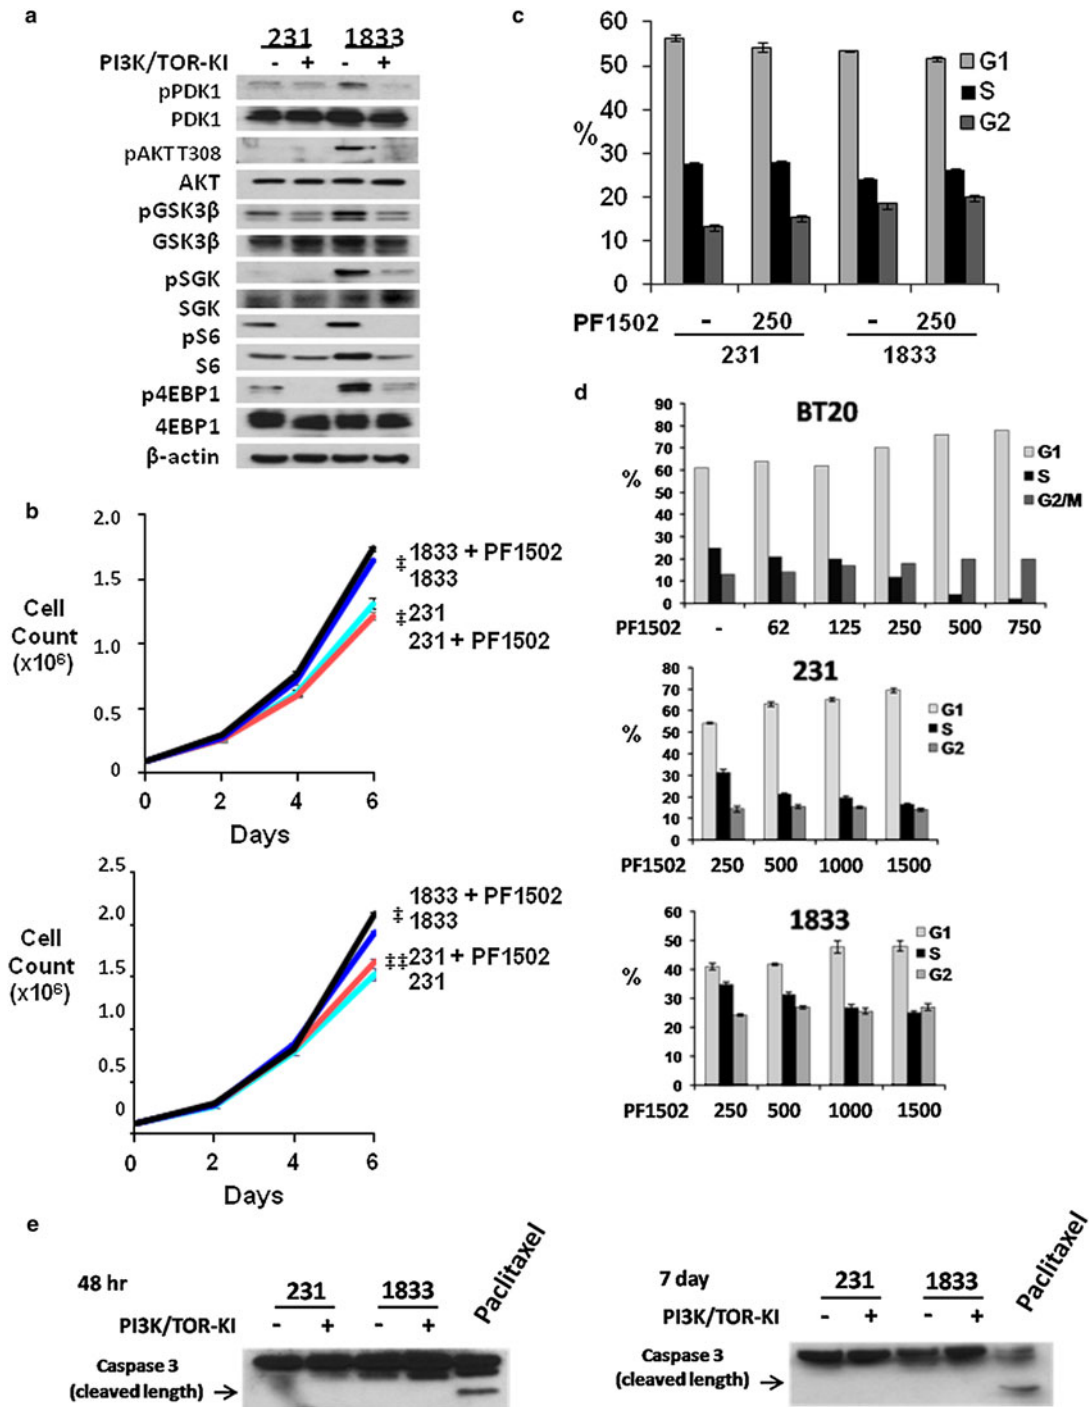 a
231 1833
PI3K/TOR-KI - + - +
pPDK1
PDK1
pAKTT308
AKT
pGSK3β
GSK3β
pSGK
SGK
pS6
S6
p4EBP1
4EBP1
β-actin
b
2.0
1.5
1.0
0.5
0
Cell
Count
(x10⁶)
‡ 1833 + PF1502
1833
‡ 231
231 + PF1502
0 2 4 6
Days
2.5
2.0
1.5
1.0
0.5
0
Cell
Count
(x10⁶)
‡ 1833 + PF1502
1833
‡‡ 231 + PF1502
231
0 2 4 6
Days
c
60
50
40
30
20
10
0
%
G1
S
G2
PF1502 - 250 - 250
231 1833
d
BT20
90
80
70
60
50
40
30
20
10
0
%
G1
S
G2/M
PF1502 - 62 125 250 500 750
231
80
70
60
50
40
30
20
10
0
%
G1
S
G2
PF1502 250 500 1000 1500
1833
60
50
40
30
20
10
0
%
G1
S
G2
PF1502 250 500 1000 1500
e
48 hr
231 1833 Paclitaxel
PI3K/TOR-KI - + - +
Caspase 3
(cleaved length) →
7 day
231 1833 Paclitaxel
PI3K/TOR-KI - + - +
Caspase 3
(cleaved length) →